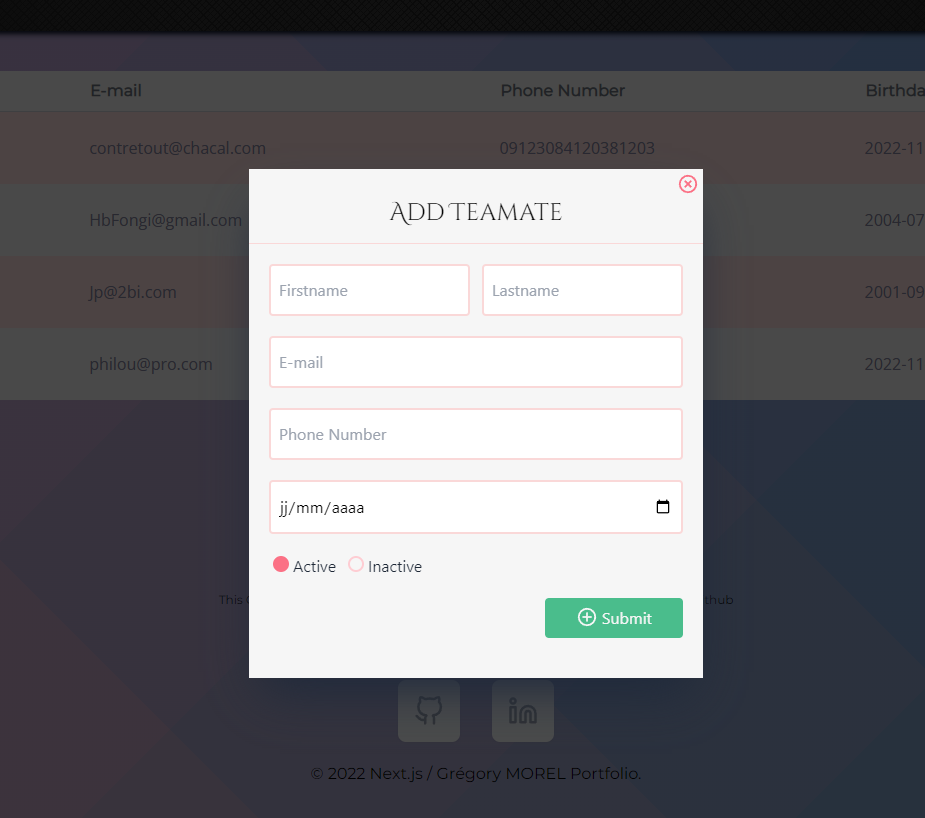 E-mail Phone Number Birthda
contretout@chacal.com 09123084120381203 2022-11
Add Teamate
HbFongi@gmail.com 2004-07
Firstname Lastname
Jp@2bi.com 2001-09
E-mail
philou@pro.com 2022-11
Phone Number
jj/mm/aaaa
Active Inactive
This thub
Submit
© 2022 Next.js / Grégory MOREL Portfolio.